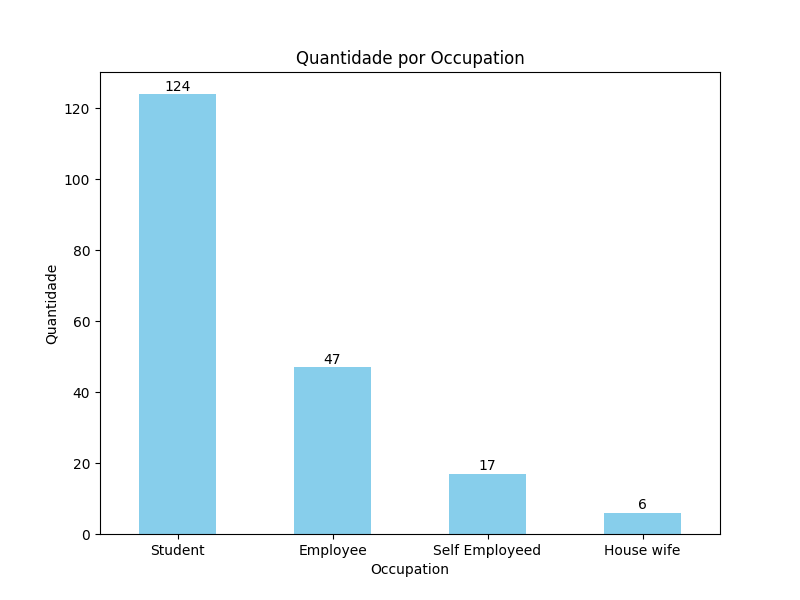 Quantidade por Occupation
124
120
100
80
60
40
20
0
Quantidade
47
17
6
Student
Employee
Self Employeed
House wife
Occupation